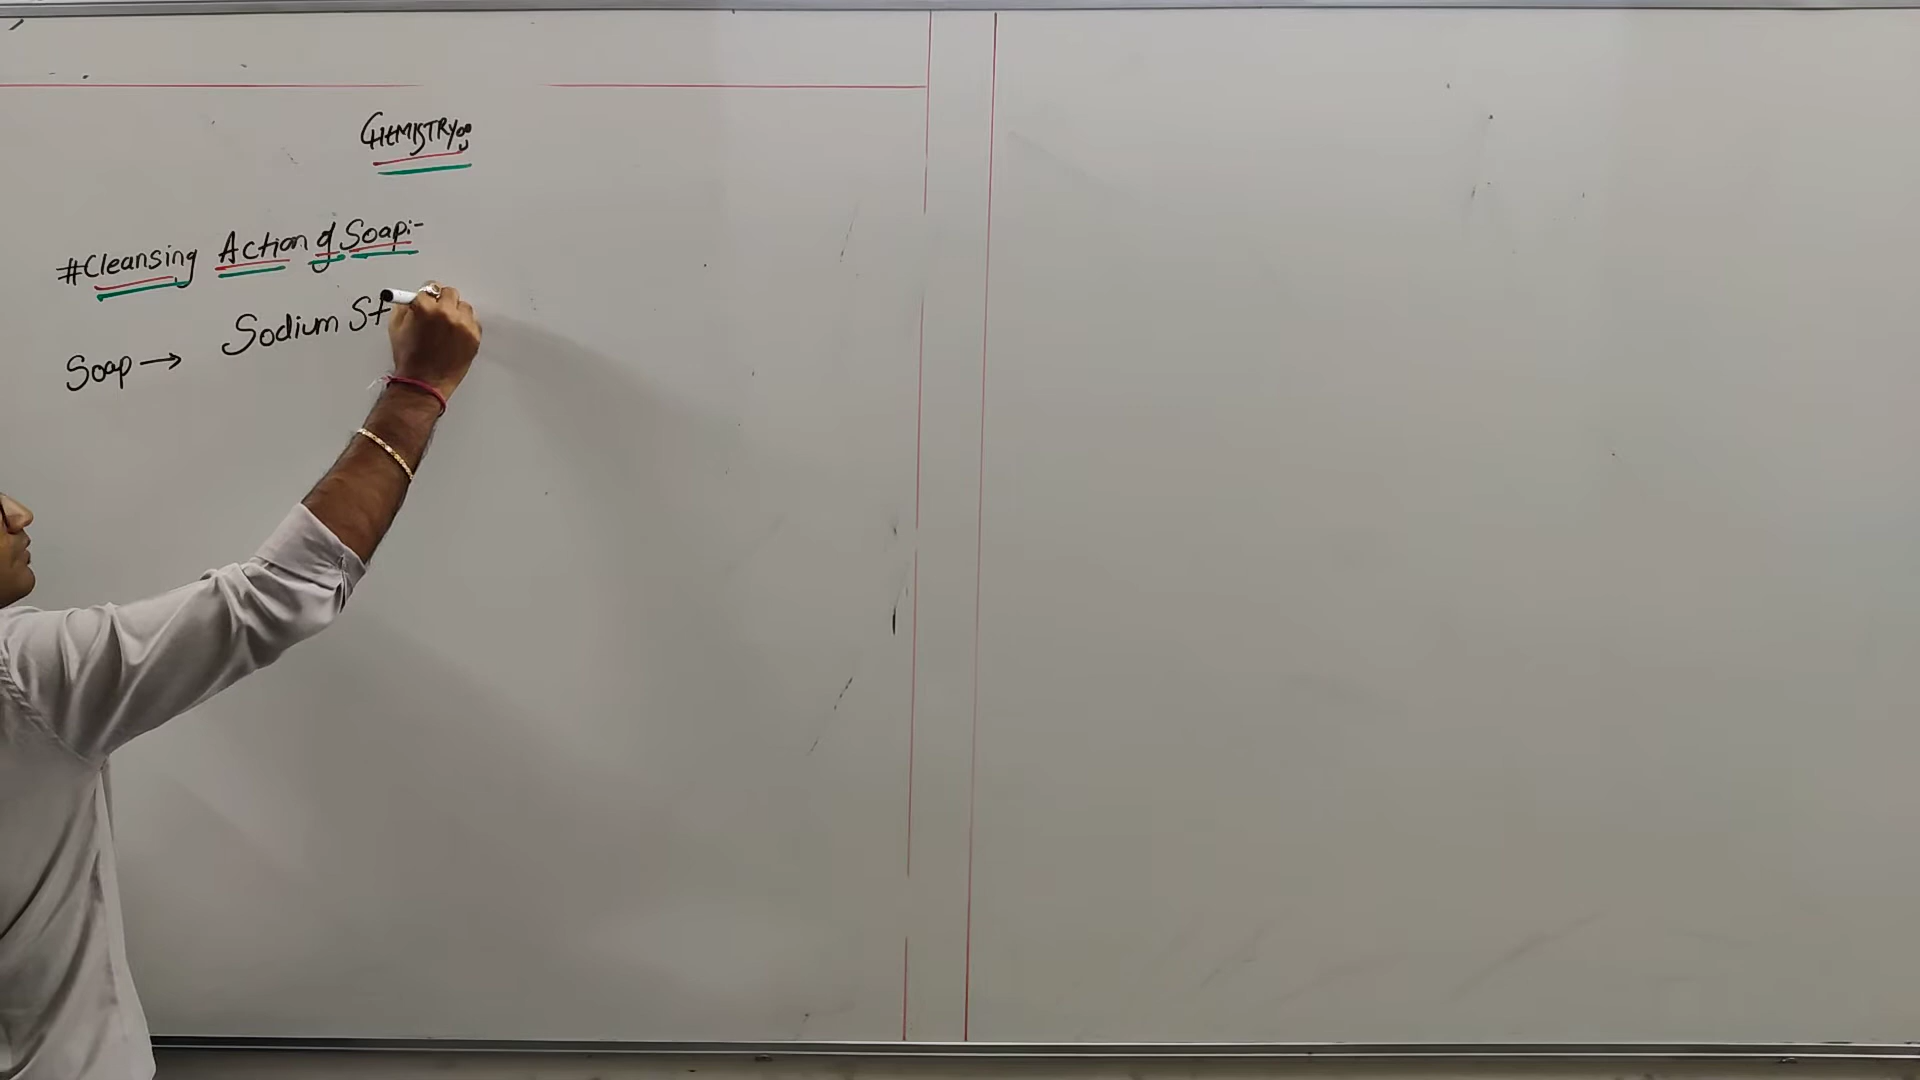 CHEMISTRY
#Cleansing Action of Soap:-
Sodium St
Soap →